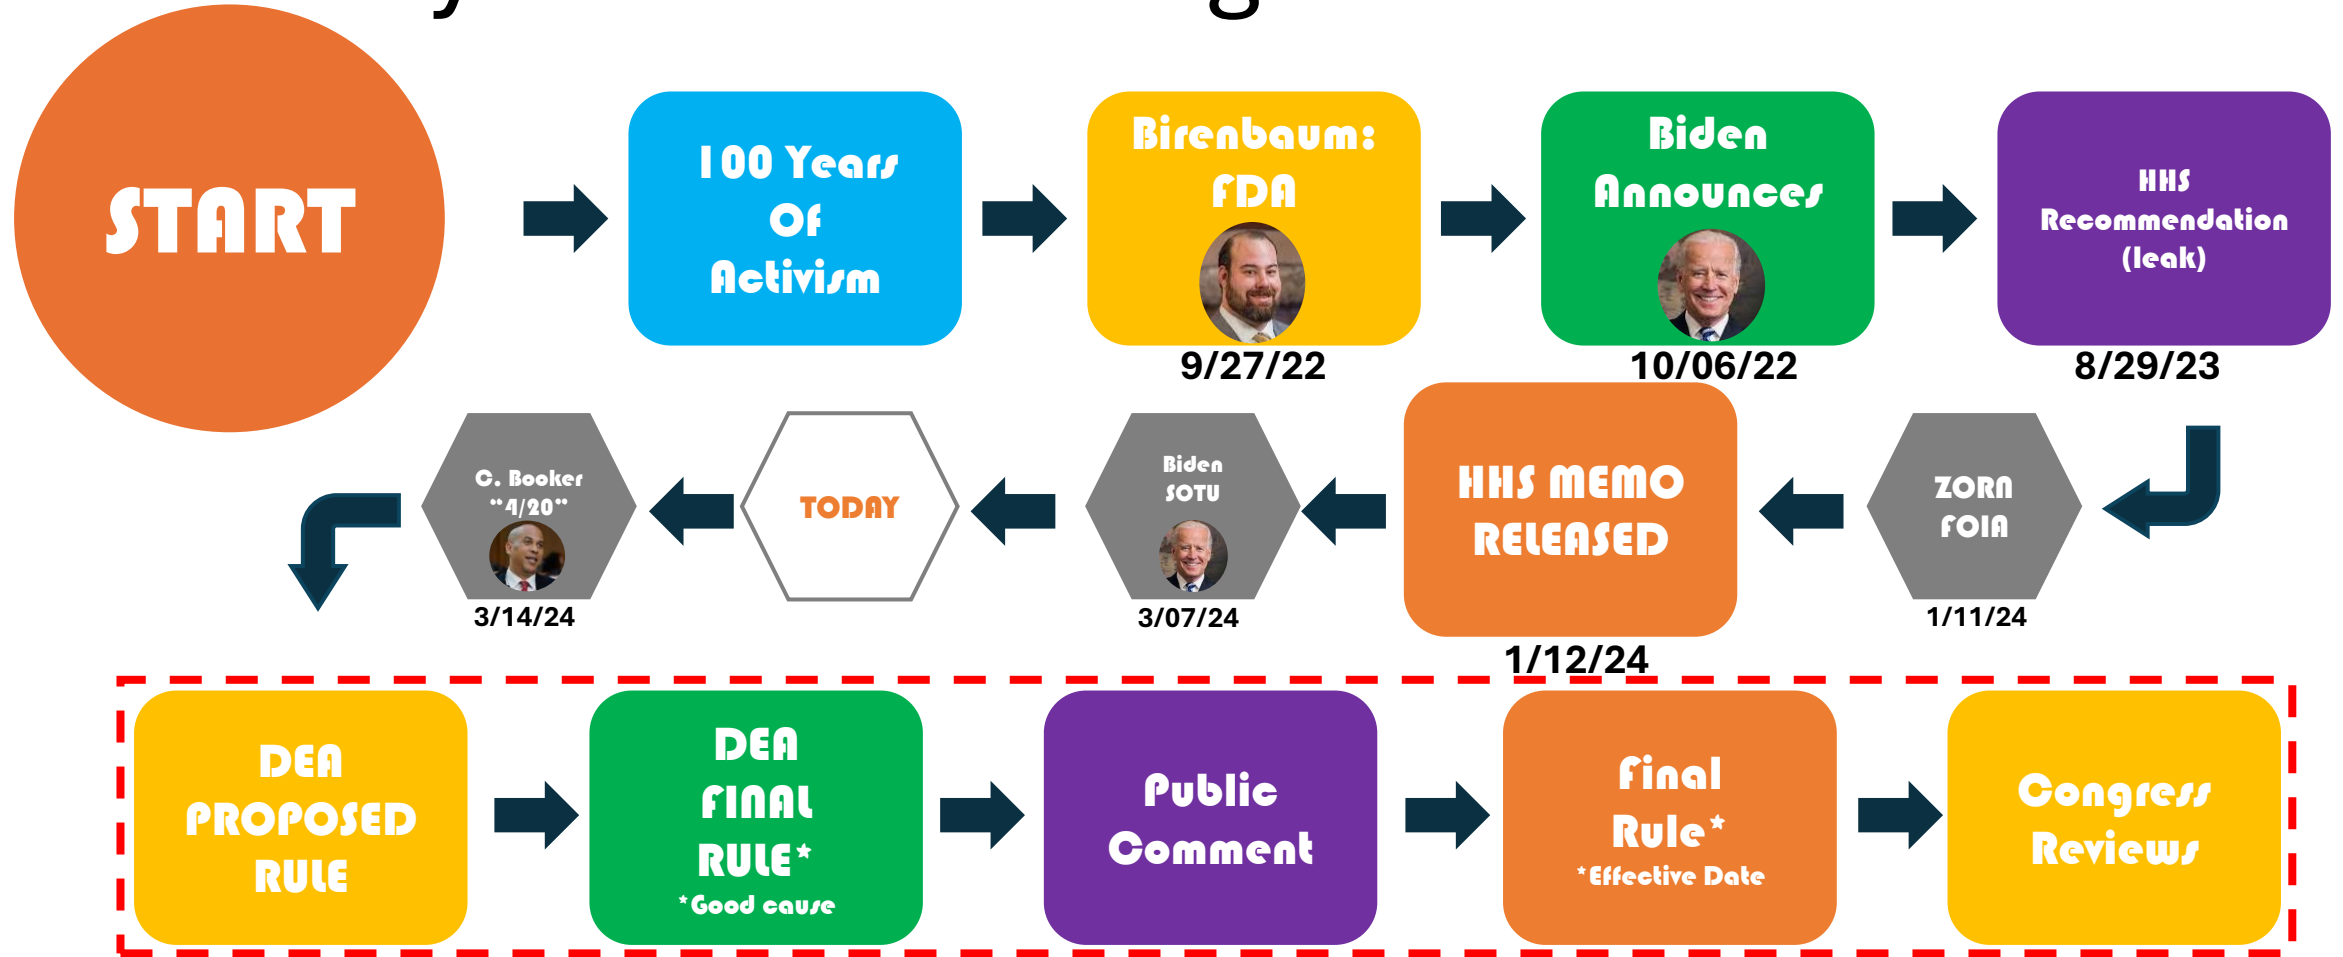 START
100 Years
Of
Activism
Birenbaum:
FDA
9/27/22
Biden
Announces
10/06/22
HHS
Recommendation
(leak)
8/29/23
ZORN
FOIA
1/11/24
HHS MEMO
RELEASED
1/12/24
Biden
SOTU
3/07/24
TODAY
C. Booker
“4/20”
3/14/24
DEA
PROPOSED
RULE
DEA
FINAL
RULE*
*Good cause
Public
Comment
Final
Rule*
*Effective Date
Congress
Reviews